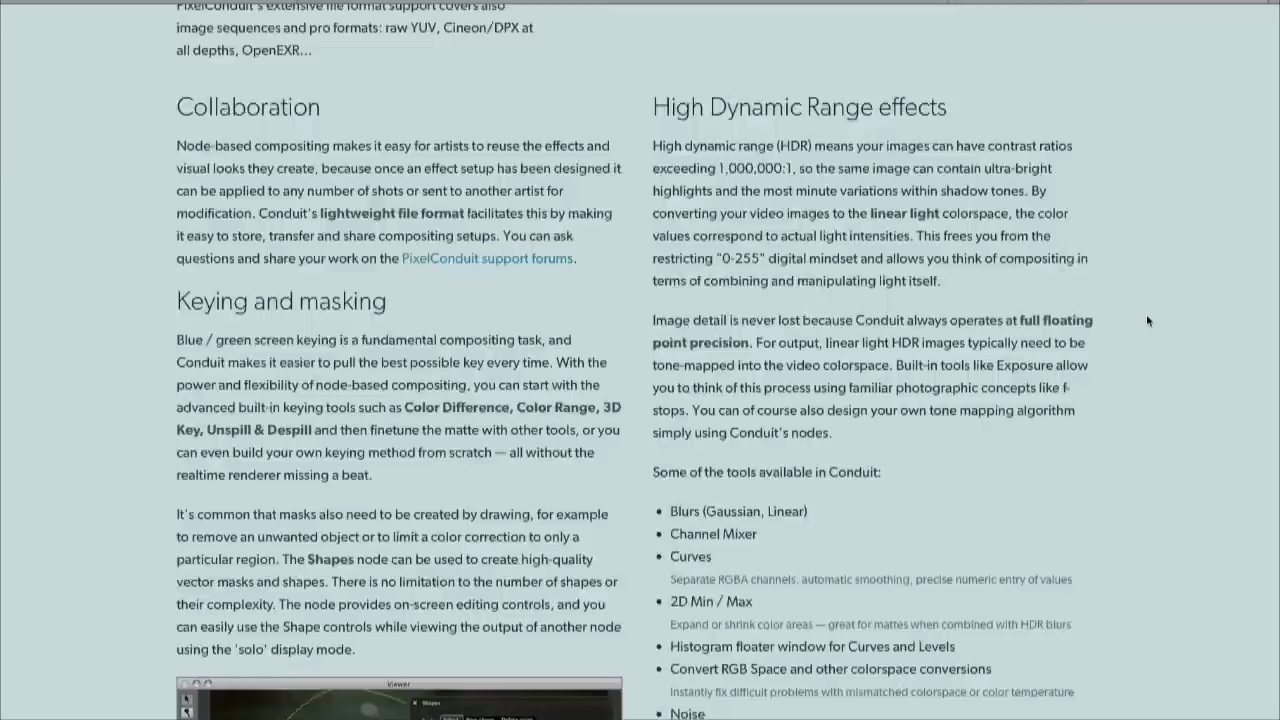 PixelConduit's extensive file format support covers also
image sequences and pro formats: raw YUV, Cineon/DPX at
all depths, OpenEXR...
Collaboration
Node-based compositing makes it easy for artists to reuse the effects and
visual looks they create, because once an effect setup has been designed it
can be applied to any number of shots or sent to another artist for
modification. Conduit's lightweight file format facilitates this by making
it easy to store, transfer and share compositing setups. You can ask
questions and share your work on the PixelConduit support forums.
Keying and masking
Blue / green screen keying is a fundamental compositing task, and
Conduit makes it easier to pull the best possible key every time. With the
power and flexibility of node-based compositing, you can start with the
advanced built-in keying tools such as Color Difference, Color Range, 3D
Key, Unspill & Despill and then finetune the matte with other tools, or you
can even build your own keying method from scratch — all without the
realtime renderer missing a beat.
It's common that masks also need to be created by drawing, for example
to remove an unwanted object or to limit a color correction to only a
particular region. The Shapes node can be used to create high-quality
vector masks and shapes. There is no limitation to the number of shapes or
their complexity. The node provides on-screen editing controls, and you
can easily use the Shape controls while viewing the output of another node
using the 'solo' display mode.
Viewer
Shapes
High Dynamic Range effects
High dynamic range (HDR) means your images can have contrast ratios
exceeding 1,000,000:1, so the same image can contain ultra-bright
highlights and the most minute variations within shadow tones. By
converting your video images to the linear light colorspace, the color
values correspond to actual light intensities. This frees you from the
restricting "0-255" digital mindset and allows you think of compositing in
terms of combining and manipulating light itself.
Image detail is never lost because Conduit always operates at full floating
point precision. For output, linear light HDR images typically need to be
tone-mapped into the video colorspace. Built-in tools like Exposure allow
you to think of this process using familiar photographic concepts like f-
stops. You can of course also design your own tone mapping algorithm
simply using Conduit's nodes.
Some of the tools available in Conduit:
• Blurs (Gaussian, Linear)
• Channel Mixer
• Curves
Separate RGBA channels, automatic smoothing, precise numeric entry of values
• 2D Min / Max
Expand or shrink color areas — great for mattes when combined with HDR blurs
• Histogram floater window for Curves and Levels
• Convert RGB Space and other colorspace conversions
Instantly fix difficult problems with mismatched colorspace or color temperature
• Noise